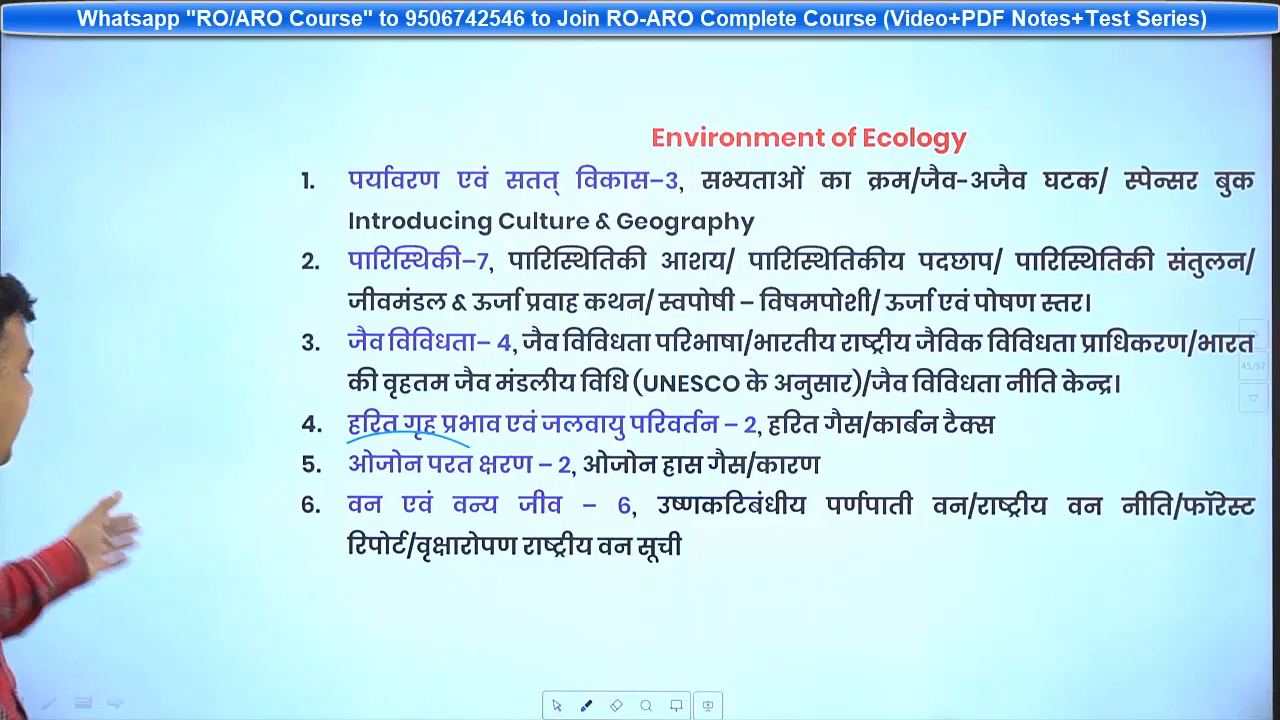 Whatsapp "RO/ARO Course" to 9506742546 to Join RO-ARO Complete Course (Video+PDF Notes+Test Series)
Environment of Ecology
1. पर्यावरण एवं सतत् विकास–3, सभ्यताओं का क्रम/जैव-अजैव घटक/ स्पेन्सर बुक
Introducing Culture & Geography
2. पारिस्थिकी–7, पारिस्थितिकी आशय/ पारिस्थितिकीय पदछाप/ पारिस्थितिकी संतुलन/
जीवमंडल & ऊर्जा प्रवाह कथन/ स्वपोषी – विषमपोशी/ ऊर्जा एवं पोषण स्तर।
3. जैव विविधता– 4, जैव विविधता परिभाषा/भारतीय राष्ट्रीय जैविक विविधता प्राधिकरण/भारत
की वृहतम जैव मंडलीय विधि (UNESCO के अनुसार)/जैव विविधता नीति केन्द्र।
4. हरित गृह प्रभाव एवं जलवायु परिवर्तन – 2, हरित गैस/कार्बन टैक्स
5. ओजोन परत क्षरण – 2, ओजोन हास गैस/कारण
6. वन एवं वन्य जीव – 6, उष्णकटिबंधीय पर्णपाती वन/राष्ट्रीय वन नीति/फॉरेस्ट
रिपोर्ट/वृक्षारोपण राष्ट्रीय वन सूची
45/57